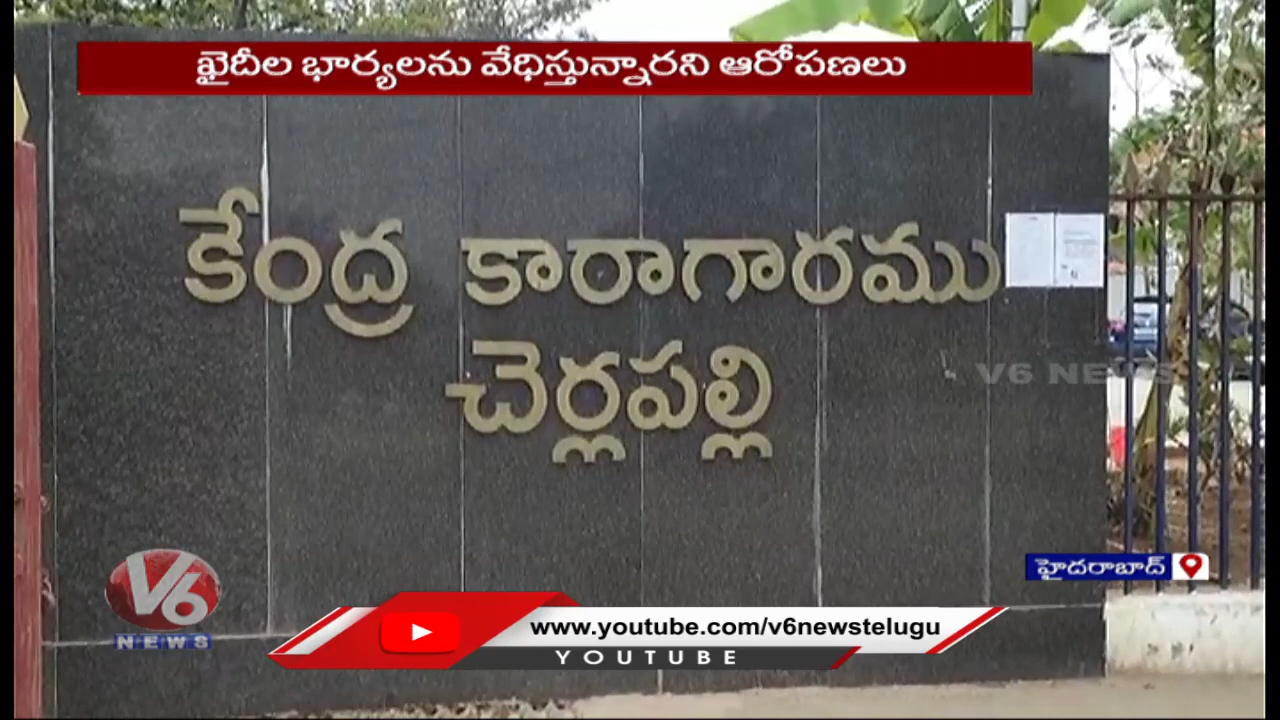 ఖైదీల భార్యలను వేధిస్తున్నారని ఆరోపణలు
కేంద్ర కారాగారము
చెర్లపల్లి
V6 NEWS
హైదరాబాద్
V6
NEWS
www.youtube.com/v6newstelugu
YOUTUBE